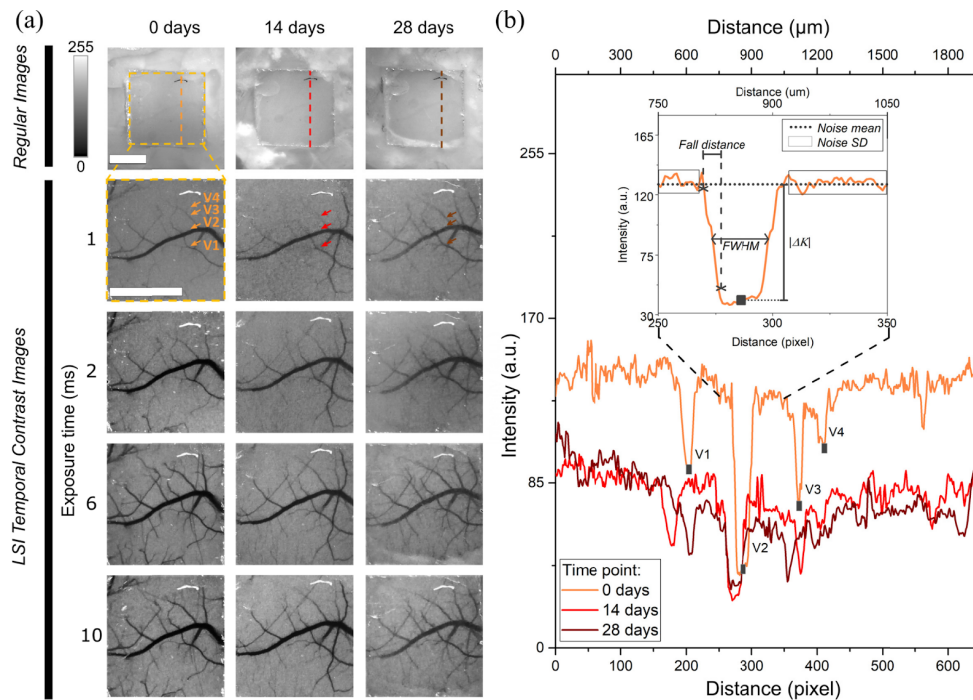 (a)
0 days
14 days
28 days
Regular Images
255
0
LSI Temporal Contrast Images
Exposure time (ms)
1
V4
V3
V2
V1
2
6
10
(b)
Distance (μm)
0 300 600 900 1200 1500 1800
Intensity (a.u.)
255
170
85
0
V1
V2
V3
V4
Time point:
0 days
14 days
28 days
0 100 200 300 400 500 600
Distance (pixel)
Distance (um)
750 900 1050
Intensity (a.u.)
165
120
75
30
Noise mean
Noise SD
Fall distance
FWHM
|ΔK|
250 300 350
Distance (pixel)